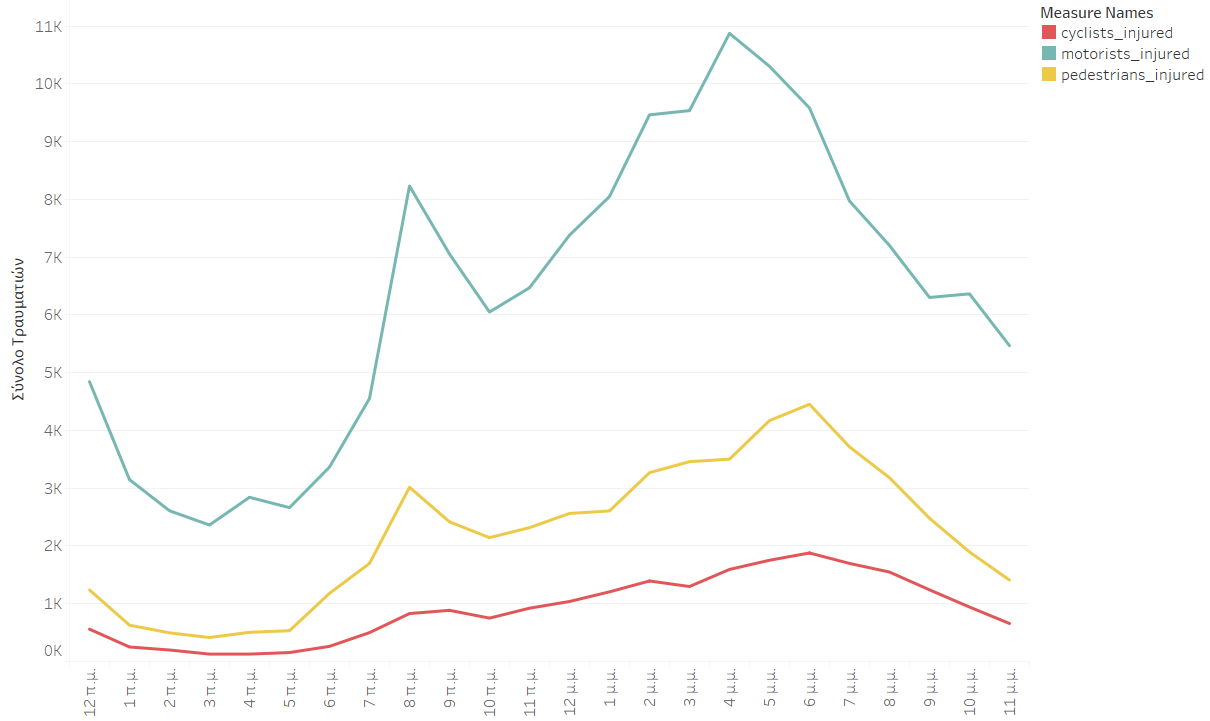 Measure Names
cyclists_injured
motorists_injured
pedestrians_injured
Σύνολο Τραυματιών
11K
10K
9K
8K
7K
6K
5K
4K
3K
2K
1K
0K
12 π.μ.
1 π.μ.
2 π.μ.
3 π.μ.
4 π.μ.
5 π.μ.
6 π.μ.
7 π.μ.
8 π.μ.
9 π.μ.
10 π.μ.
11 π.μ.
12 μ.μ.
1 μ.μ.
2 μ.μ.
3 μ.μ.
4 μ.μ.
5 μ.μ.
6 μ.μ.
7 μ.μ.
8 μ.μ.
9 μ.μ.
10 μ.μ.
11 μ.μ.